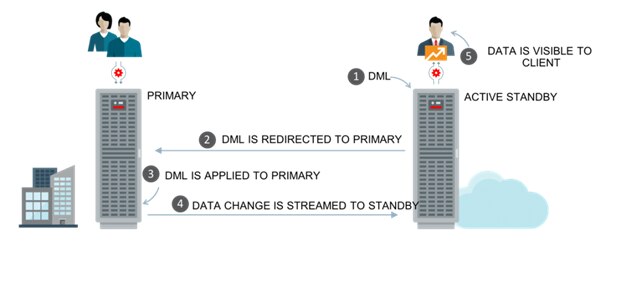 5 DATA IS VISIBLE TO
CLIENT
1 DML
PRIMARY
ACTIVE STANDBY
2 DML IS REDIRECTED TO PRIMARY
3 DML IS APPLIED TO PRIMARY
4 DATA CHANGE IS STREAMED TO STANDBY